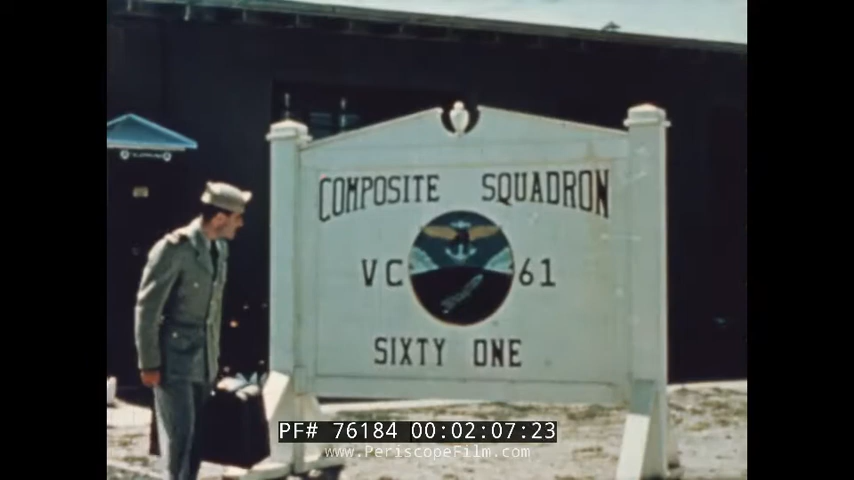 COMPOSITE SQUADRON
VC 61
SIXTY ONE
PF# 76184 00:02:07:23
www.PeriscopeFilm.com